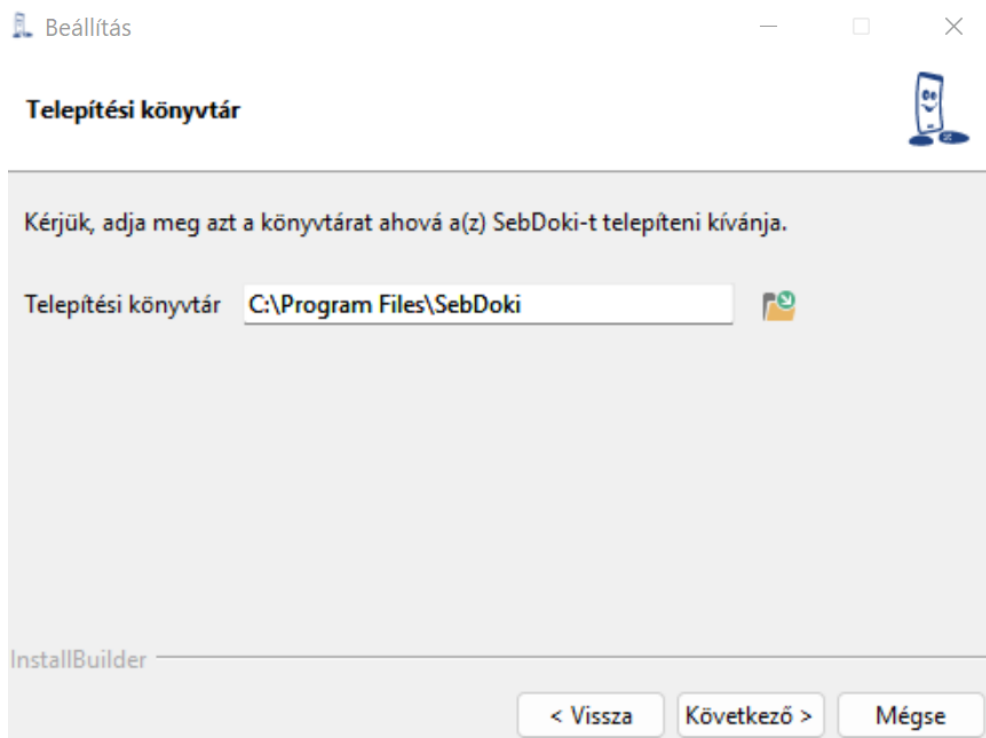 Beállítás
Telepítési könyvtár
Kérjük, adja meg azt a könyvtárat ahová a(z) SebDoki-t telepíteni kívánja.
Telepítési könyvtár C:\Program Files\SebDoki
InstallBuilder
< Vissza Következő > Mégse